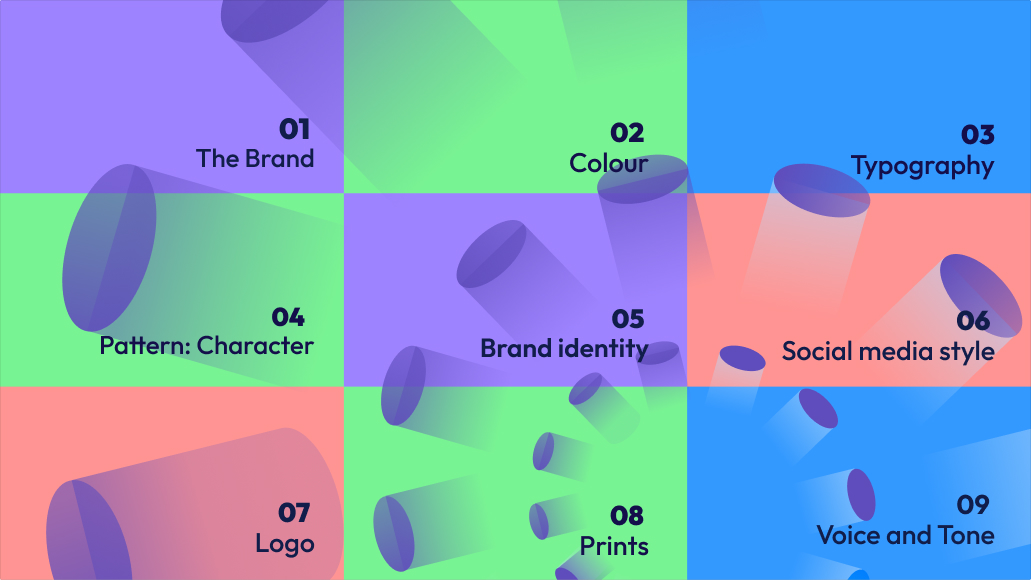 01
The Brand
02
Colour
03
Typography
04
Pattern: Character
05
Brand identity
06
Social media style
07
Logo
08
Prints
09
Voice and Tone